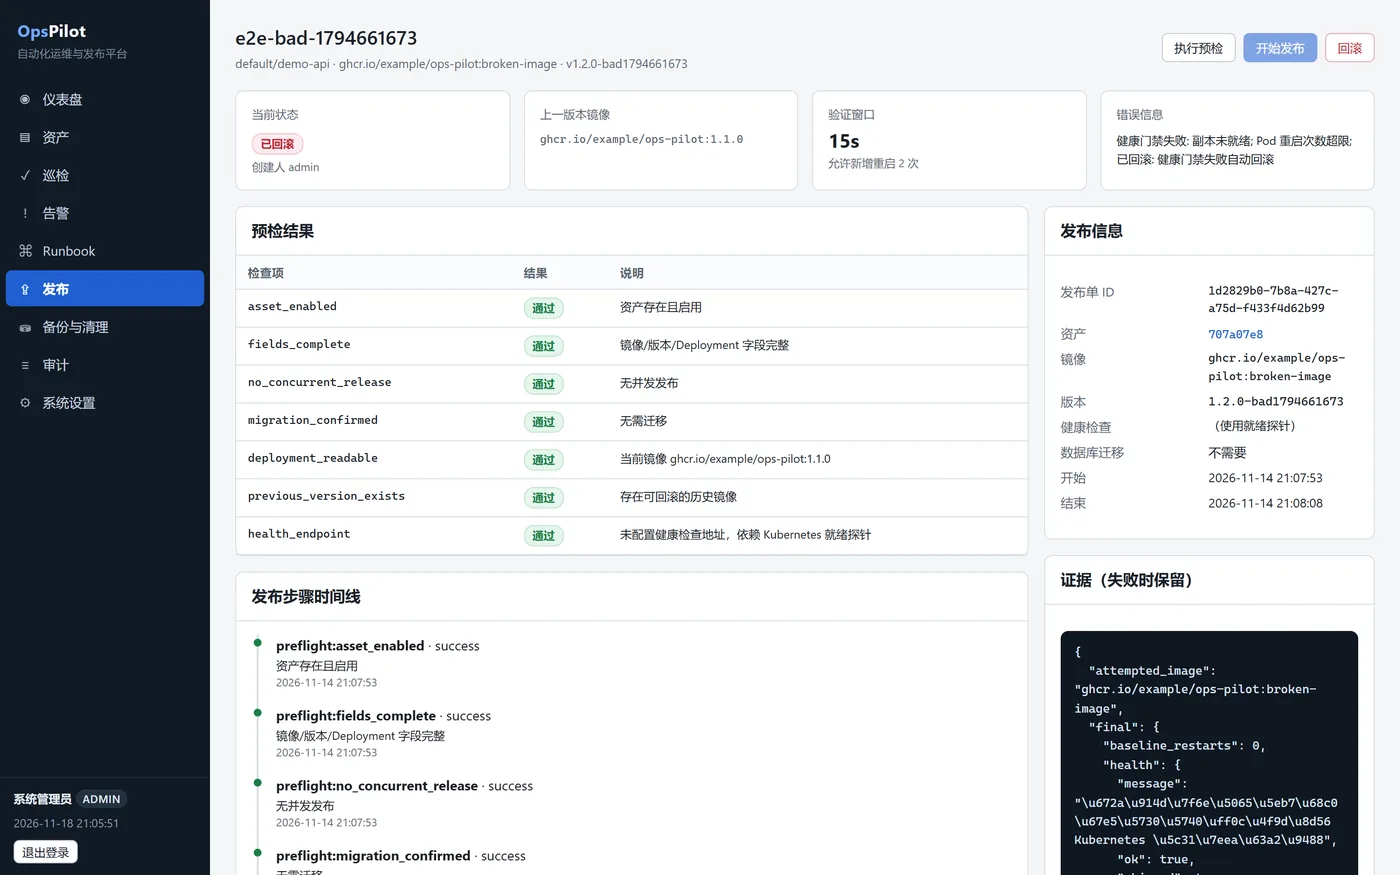 OpsPilot
自动化运维与发布平台
仪表盘
资产
巡检
告警
Runbook
发布
备份与清理
审计
系统设置
系统管理员 ADMIN
2026-11-18 21:05:51
退出登录
e2e-bad-1794661673
default/demo-api · ghcr.io/example/ops-pilot:broken-image · v1.2.0-bad1794661673
执行预检
开始发布
回滚
当前状态
已回滚
创建人 admin
上一版本镜像
ghcr.io/example/ops-pilot:1.1.0
验证窗口
15s
允许新增重启 2 次
错误信息
健康门禁失败: 副本未就绪; Pod 重启次数超限;
已回滚: 健康门禁失败自动回滚
预检结果
检查项 结果 说明
asset_enabled 通过 资产存在且启用
fields_complete 通过 镜像/版本/Deployment 字段完整
no_concurrent_release 通过 无并发发布
migration_confirmed 通过 无需迁移
deployment_readable 通过 当前镜像 ghcr.io/example/ops-pilot:1.1.0
previous_version_exists 通过 存在可回滚的历史镜像
health_endpoint 通过 未配置健康检查地址，依赖 Kubernetes 就绪探针
发布步骤时间线
preflight:asset_enabled · success
资产存在且启用
2026-11-14 21:07:53
preflight:fields_complete · success
镜像/版本/Deployment 字段完整
2026-11-14 21:07:53
preflight:no_concurrent_release · success
无并发发布
2026-11-14 21:07:53
preflight:migration_confirmed · success
无需迁移
发布信息
发布单 ID 1d2829b0-7b8a-427c-
a75d-f433f4d62b99
资产 707a07e8
镜像 ghcr.io/example/ops-
pilot:broken-image
版本 1.2.0-bad1794661673
健康检查 （使用就绪探针）
数据库迁移 不需要
开始 2026-11-14 21:07:53
结束 2026-11-14 21:08:08
证据（失败时保留）
{
"attempted_image":
"ghcr.io/example/ops-pilot:broken-
image",
"final": {
"baseline_restarts": 0,
"health": {
"message":
"\u672a\u914d\u7f6e\u5065\u5eb7\u68c0
\u67e5\u5730\u5740\uff0c\u4f9d\u8d56
Kubernetes \u5c31\u7eea\u63a2\u9488",
"ok": true,